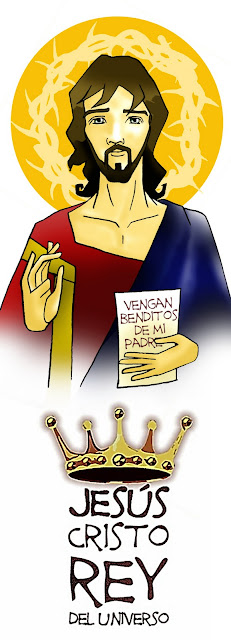 VENGAN
BENDITOS
DE MI
PADRE
JESÚS
CRISTO
REY
DEL UNIVERSO